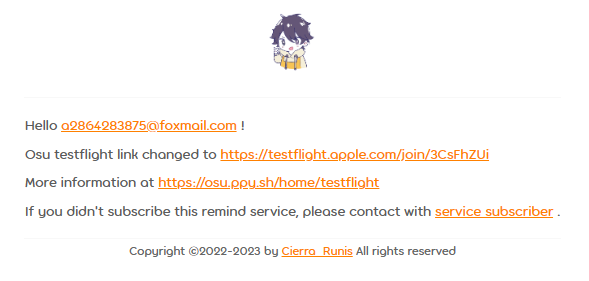 Hello a2864283875@foxmail.com !
Osu testflight link changed to https://testflight.apple.com/join/3CsFhZUi
More information at https://osu.ppy.sh/home/testflight
If you didn't subscribe this remind service, please contact with service subscriber .
Copyright ©2022-2023 by Cierra_Runis All rights reserved